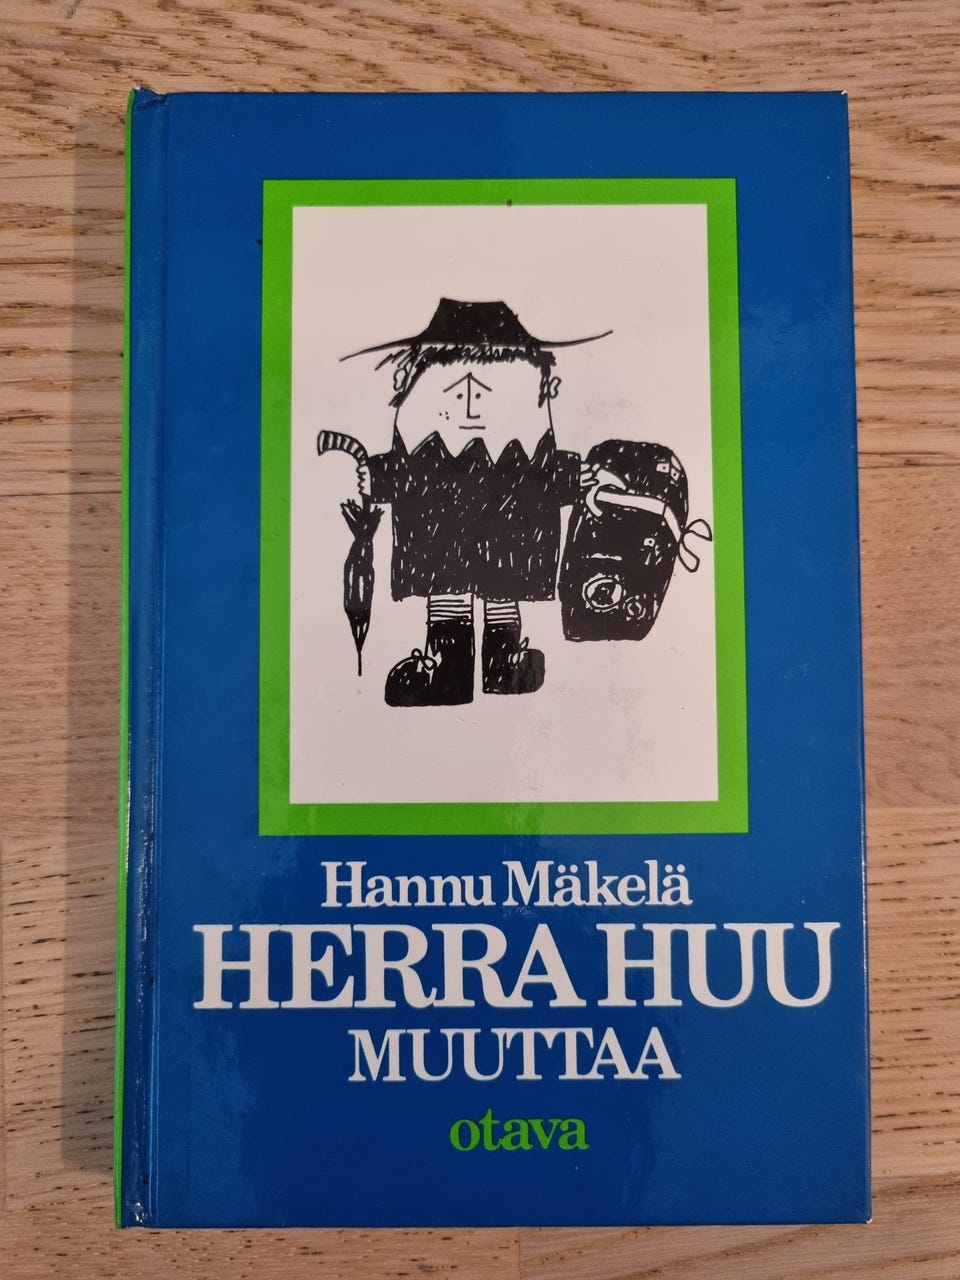 Hannu Mäkelä
HERRA HUU
MUUTTAA
otava